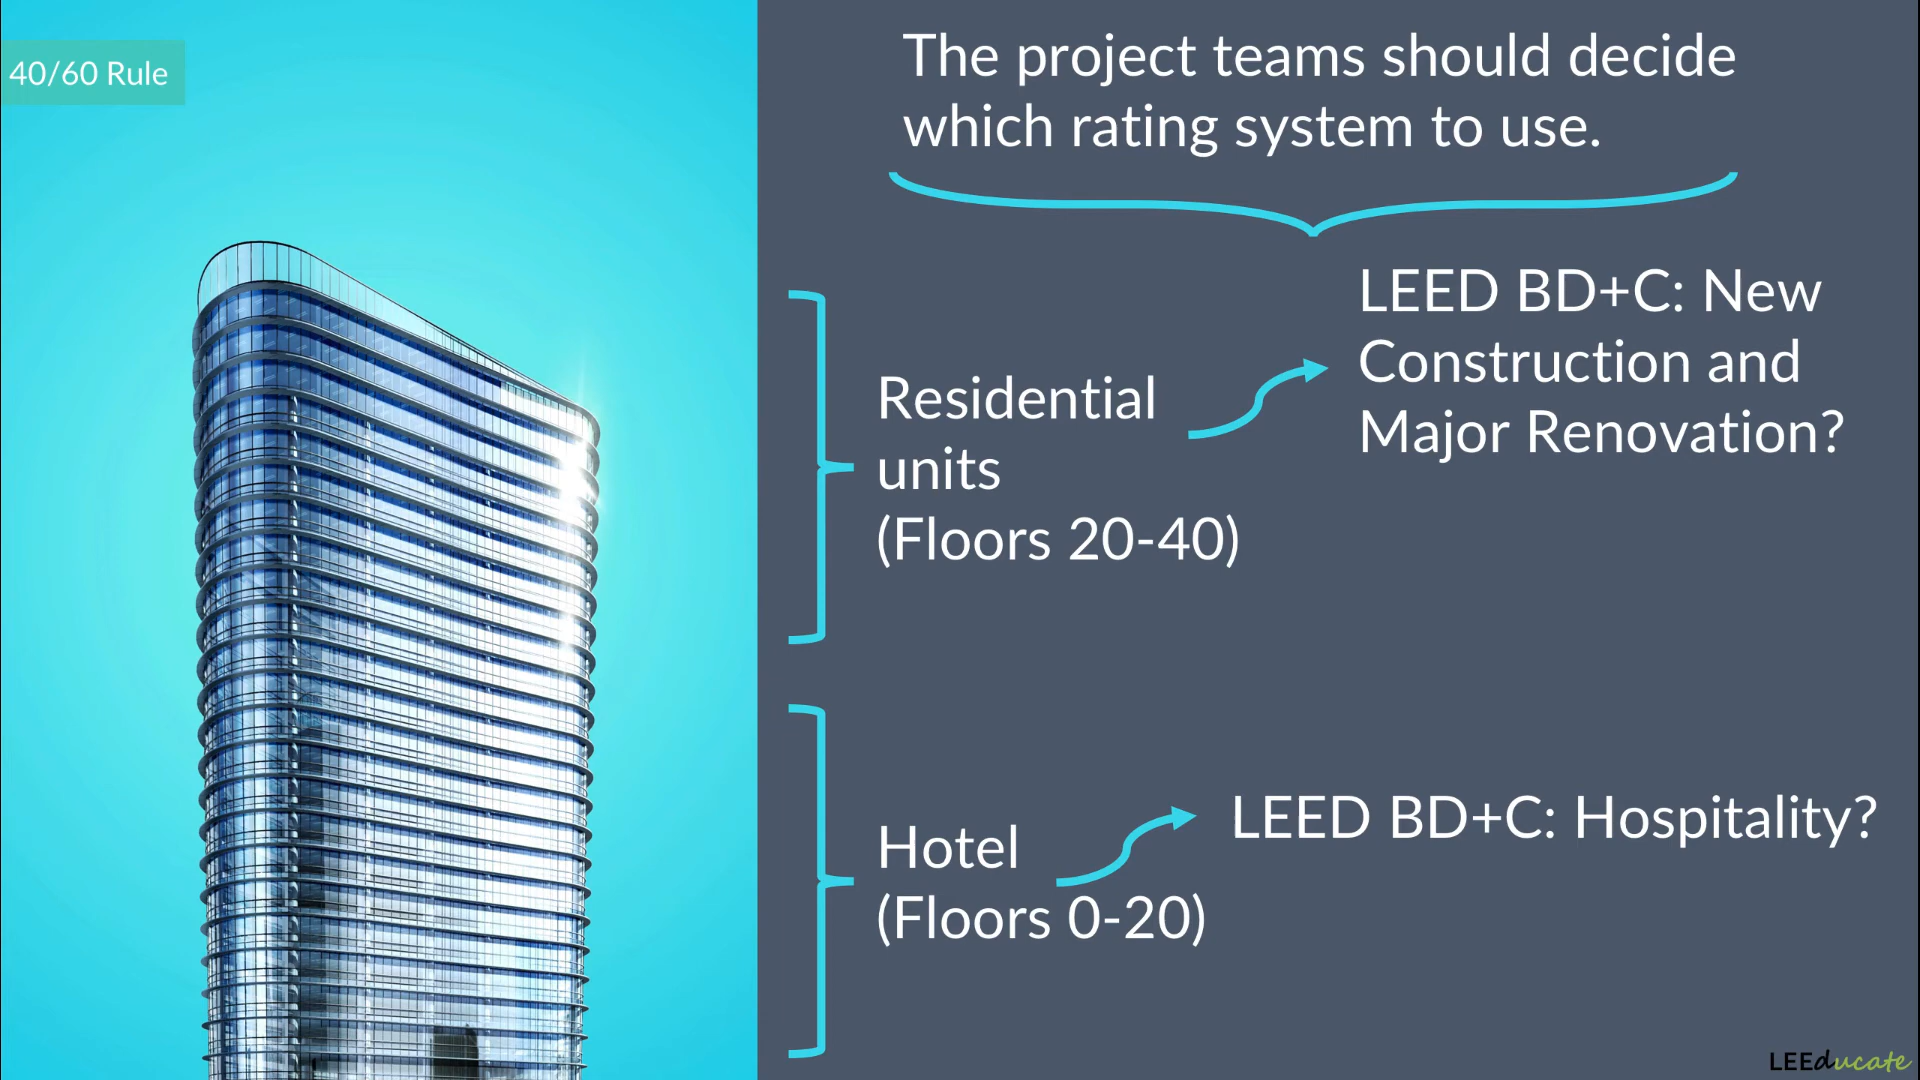 40/60 Rule
The project teams should decide
which rating system to use.
LEED BD+C: New
Construction and
Major Renovation?
Residential
units
(Floors 20-40)
LEED BD+C: Hospitality?
Hotel
(Floors 0-20)
LEEducate